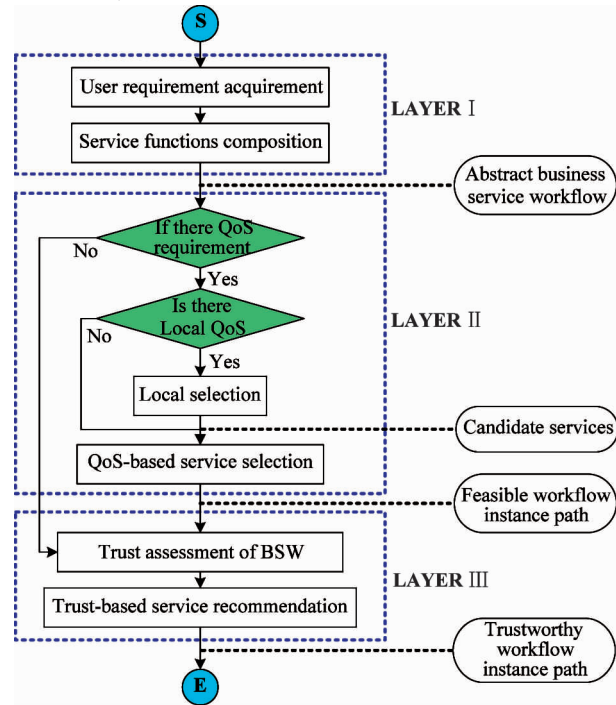 S
User requirement acquirement
LAYER I
Service functions composition
Abstract business
service workflow
If there QoS
requirement
No
Yes
Is there
Local QoS
LAYER II
No
Yes
Local selection
Candidate services
QoS-based service selection
Feasible workflow
instance path
Trust assessment of BSW
LAYER III
Trust-based service recommendation
Trustworthy
workflow
instance path
E